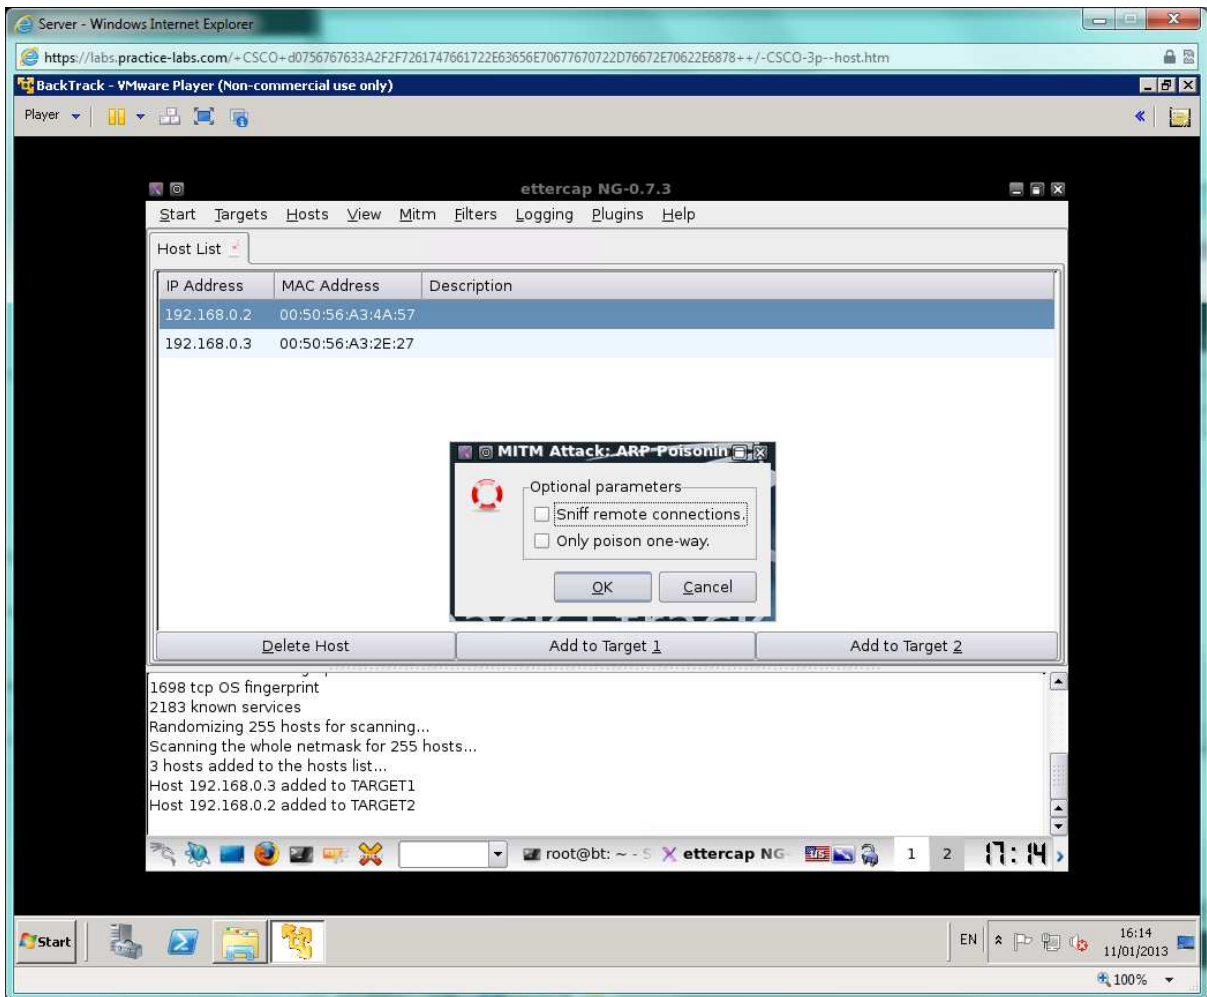 Server - Windows Internet Explorer
https://labs.practice-labs.com/+CSCO+d0756767633A2F2F7261747661722E63656E70677670722D76672E70622E6878++/-CSCO-3p--host.htm
BackTrack - VMware Player (Non-commercial use only)
Player
ettercap NG-0.7.3
Start Targets Hosts View Mitm Filters Logging Plugins Help
Host List
IP Address MAC Address Description
192.168.0.2 00:50:56:A3:4A:57
192.168.0.3 00:50:56:A3:2E:27
MITM Attack: ARP Poisonin
Optional parameters
Sniff remote connections.
Only poison one-way.
OK Cancel
Delete Host Add to Target 1 Add to Target 2
1698 tcp OS fingerprint
2183 known services
Randomizing 255 hosts for scanning...
Scanning the whole netmask for 255 hosts...
3 hosts added to the hosts list...
Host 192.168.0.3 added to TARGET1
Host 192.168.0.2 added to TARGET2
root@bt: ~ - S ettercap NG- US 1 2 17:14
Start EN 16:14
11/01/2013
100%